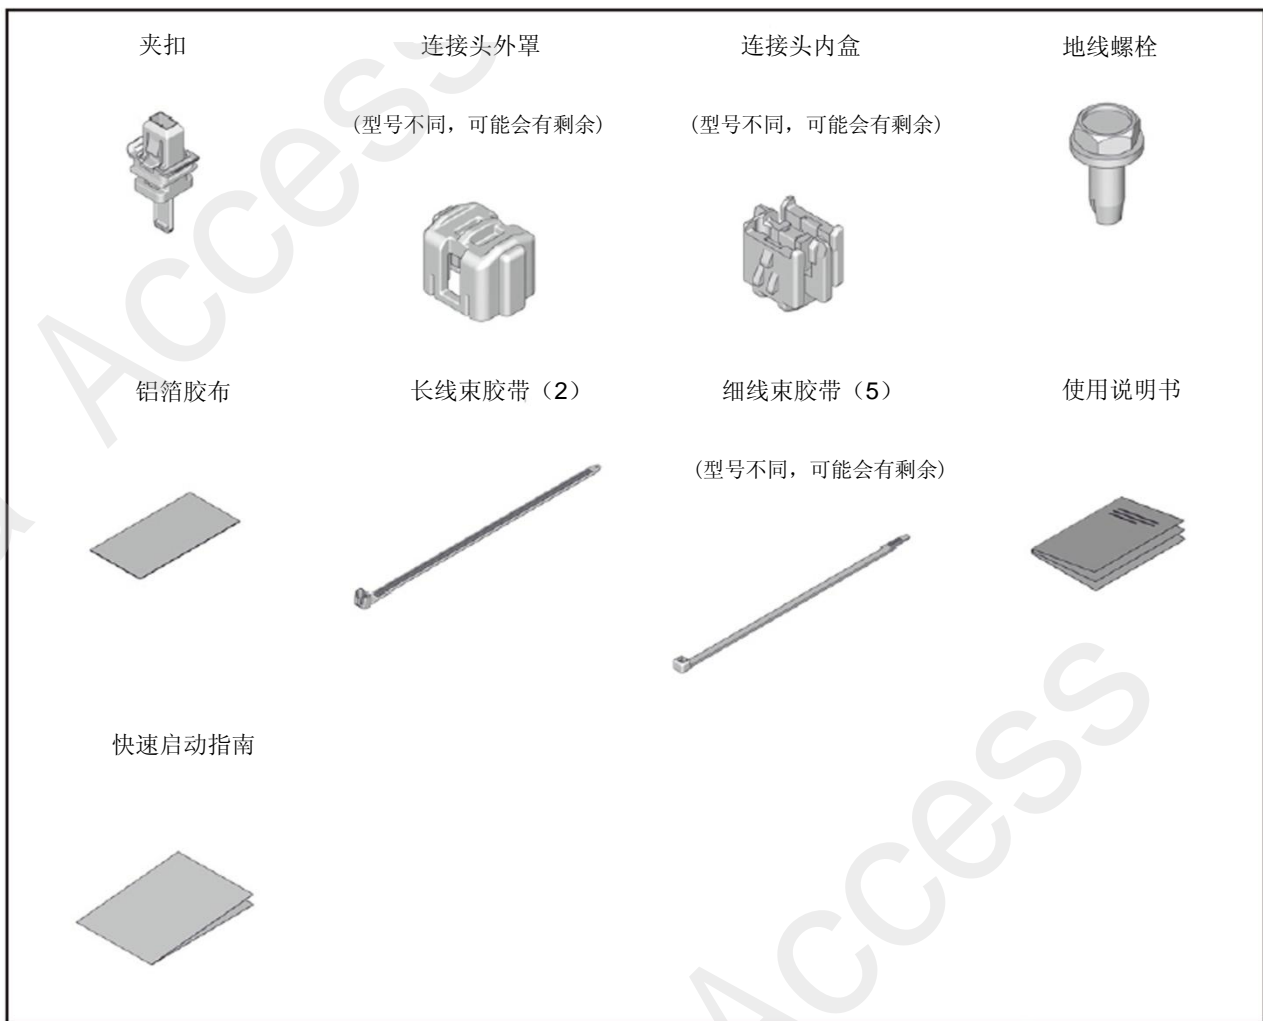 夹扣
连接头外罩
连接头内盒
地线螺栓
(型号不同，可能会有剩余)
(型号不同，可能会有剩余)
铝箔胶布
长线束胶带（2）
细线束胶带（5）
使用说明书
(型号不同，可能会有剩余)
快速启动指南
Access
Access